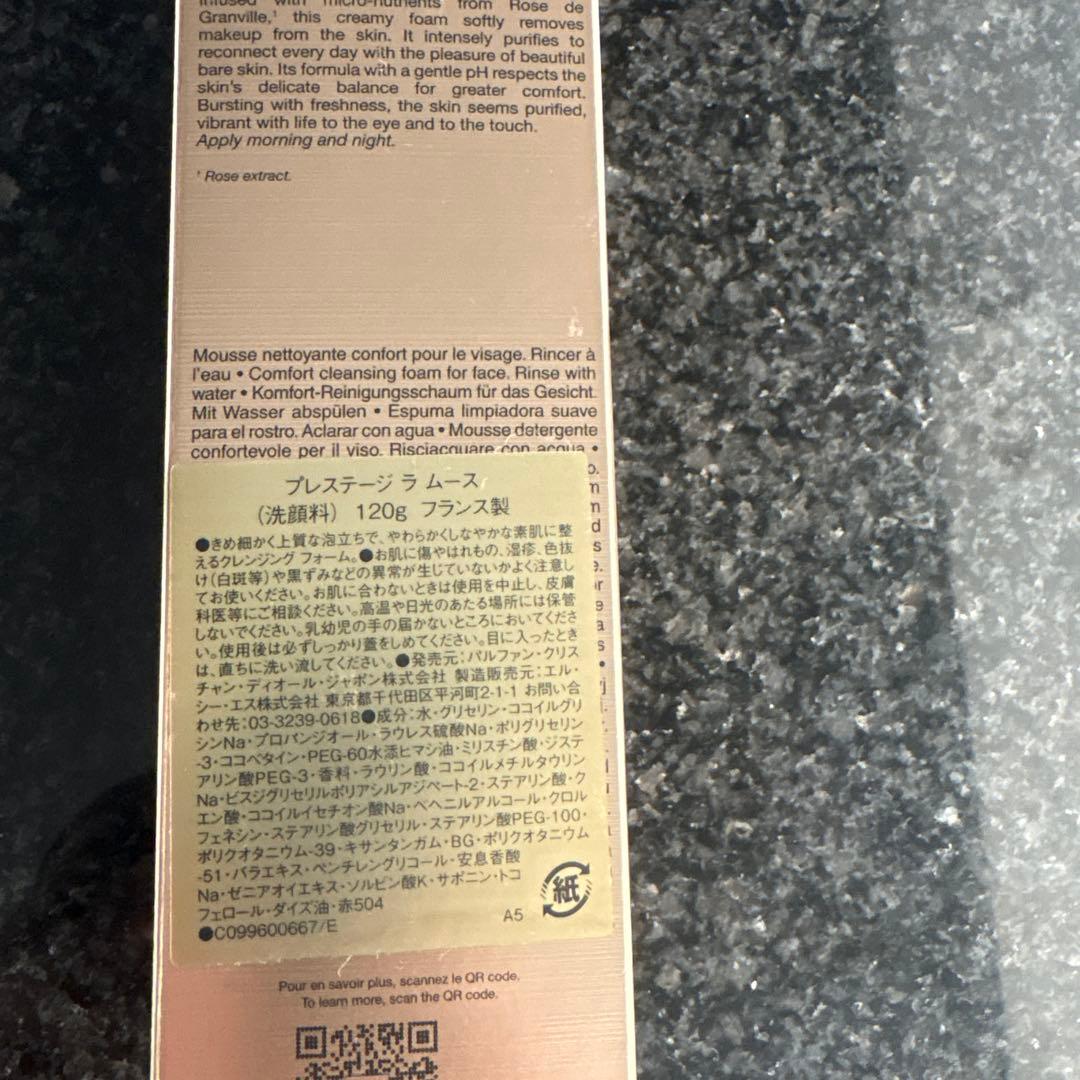 infused with micro-nutrients from Rose de
Granville,¹ this creamy foam softly removes
makeup from the skin. It intensely purifies to
reconnect every day with the pleasure of beautiful
bare skin. Its formula with a gentle pH respects the
skin's delicate balance for greater comfort.
Bursting with freshness, the skin seems purified,
vibrant with life to the eye and to the touch.
Apply morning and night.
¹ Rose extract.
Mousse nettoyante confort pour le visage. Rincer à
l'eau • Comfort cleansing foam for face. Rinse with
water • Komfort-Reinigungsschaum für das Gesicht.
Mit Wasser abspülen • Espuma limpiadora suave
para el rostro. Aclarar con agua • Mousse detergente
confortevole per il viso. Risciacquare con acqua •
プレステージ ラ ムース
(洗顔料) 120g フランス製
●きめ細かく上質な泡立ちで、やわらかくしなやかな素肌に整
えるクレンジング フォーム。●お肌に傷やはれもの、湿疹、色抜
け(白斑等)や黒ずみなどの異常が生じていないかよく注意し
てお使いください。お肌に合わないときは使用を中止し、皮膚
科医等にご相談ください。高温や日光のあたる場所には保管
しないでください。乳幼児の手の届かないところにおいてくださ
い。使用後は必ずしっかり蓋をしめてください。目に入ったとき
は、直ちに洗い流してください。●発売元:パルファン・クリス
チャン・ディオール・ジャポン株式会社 製造販売元:エル・
シー・エス株式会社 東京都千代田区平河町2-1-1 お問い合
わせ先:03-3239-0618●成分:水・グリセリン・ココイルグリ
シンNa・プロパンジオール・ラウレス硫酸Na・ポリグリセリン
-3・ココベタイン・PEG-60水添ヒマシ油・ミリスチン酸・ジステ
アリン酸PEG-3・香料・ラウリン酸・ココイルメチルタウリン
Na・ビスジグリセリルポリアシルアジペート-2・ステアリン酸・ク
エン酸・ココイルイセチオン酸Na・ベヘニルアルコール・クロル
フェネシン・ステアリン酸グリセリル・ステアリン酸PEG-100・
ポリクオタニウム-39・キサンタンガム・BG・ポリクオタニウム
-51・バラエキス・ペンチレングリコール・安息香酸
Na・ゼニアオイエキス・ソルビン酸K・サポニン・トコ
フェロール・ダイズ油・赤504
●C099600667/E
A5
紙
Pour en savoir plus, scannez le QR code.
To learn more, scan the QR code.